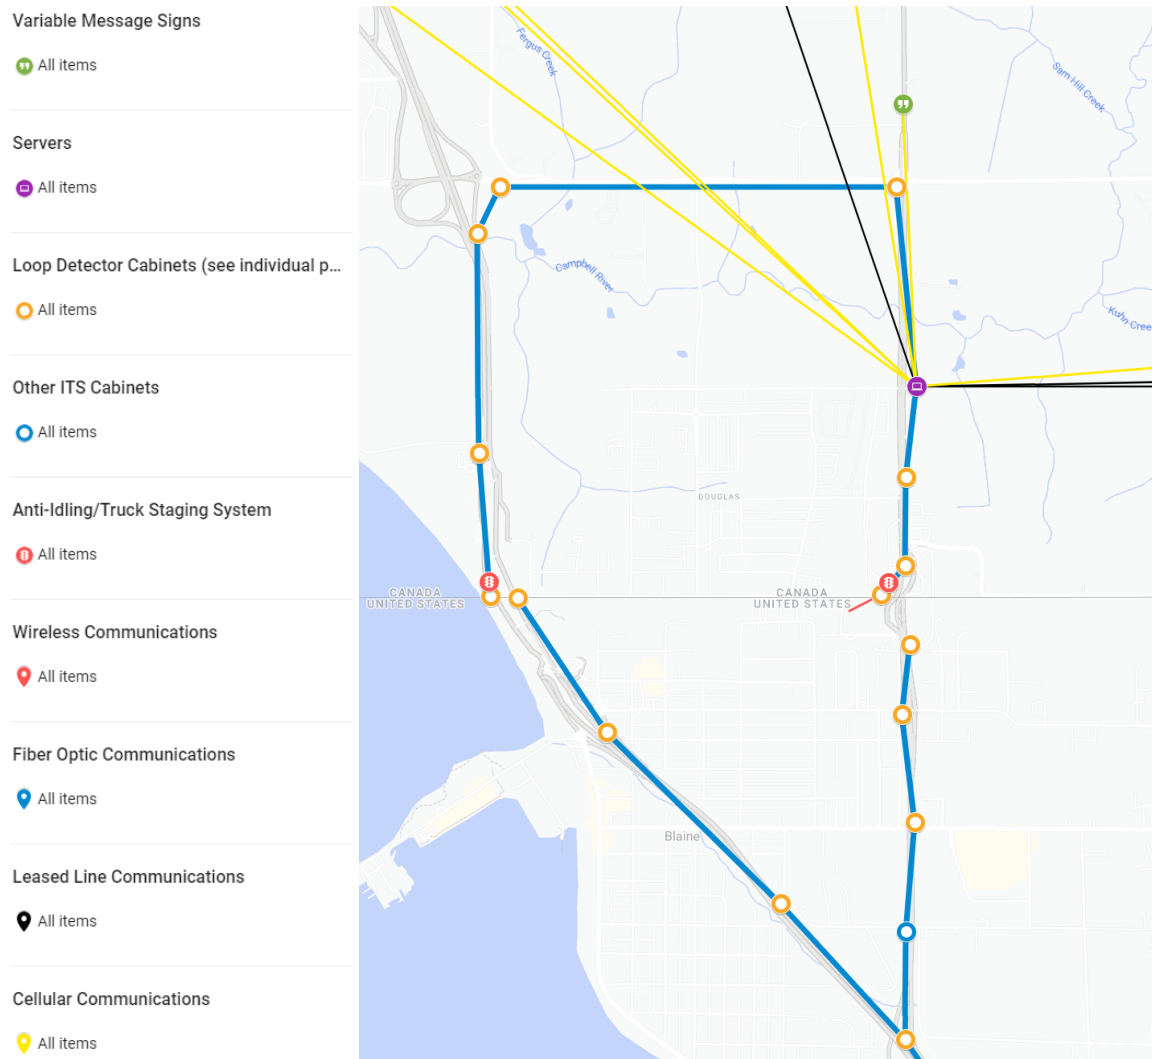 Variable Message Signs
All items
Servers
All items
Loop Detector Cabinets (see individual p...
All items
Other ITS Cabinets
All items
Anti-Idling/Truck Staging System
All items
Wireless Communications
All items
Fiber Optic Communications
All items
Leased Line Communications
All items
Cellular Communications
All items
Fergus Creek
Sam Hill Creek
Campbell River
Kuhn Cree
DOUGLAS
CANADA
UNITED STATES
CANADA
UNITED STATES
Blaine